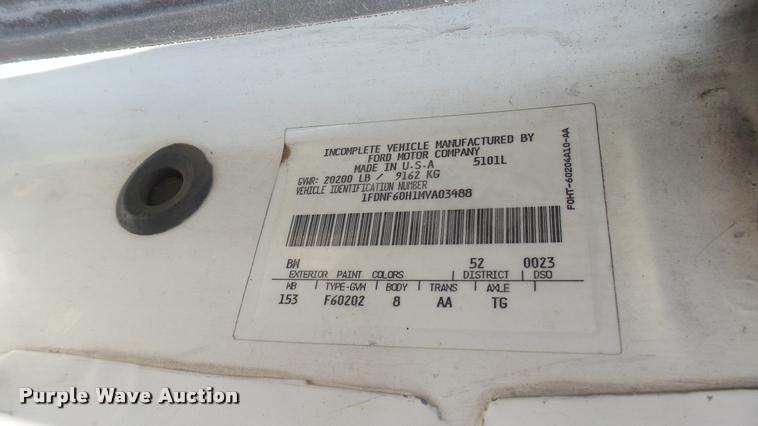 INCOMPLETE VEHICLE MANUFACTURED BY
FORD MOTOR COMPANY
MADE IN U.S.A 5101L
GVWR: 20200 LB / 9162 KG
VEHICLE IDENTIFICATION NUMBER
1FDNF60H1MVA03488
BW 52 0023
EXTERIOR PAINT COLORS DISTRICT DSO
WB TYPE-GVW BODY TRANS AXLE
153 F60202 8 AA TG
F0HT-60204A10-AA
Purple Wave Auction